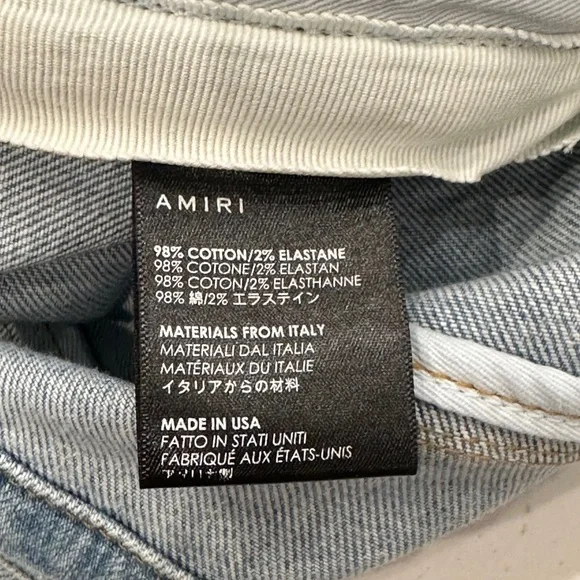 AMIRI
98% COTTON/2% ELASTANE
98% COTONE/2% ELASTAN
98% COTTON/2% ELASTHANNE
98% 綿/2% エラステイン
MATERIALS FROM ITALY
MATERIALI DAL ITALIA
MATÉRIAUX DU ITALIE
イタリアからの材料
MADE IN USA
FATTO IN STATI UNITI
FABRIQUÉ AUX ÉTATS-UNIS